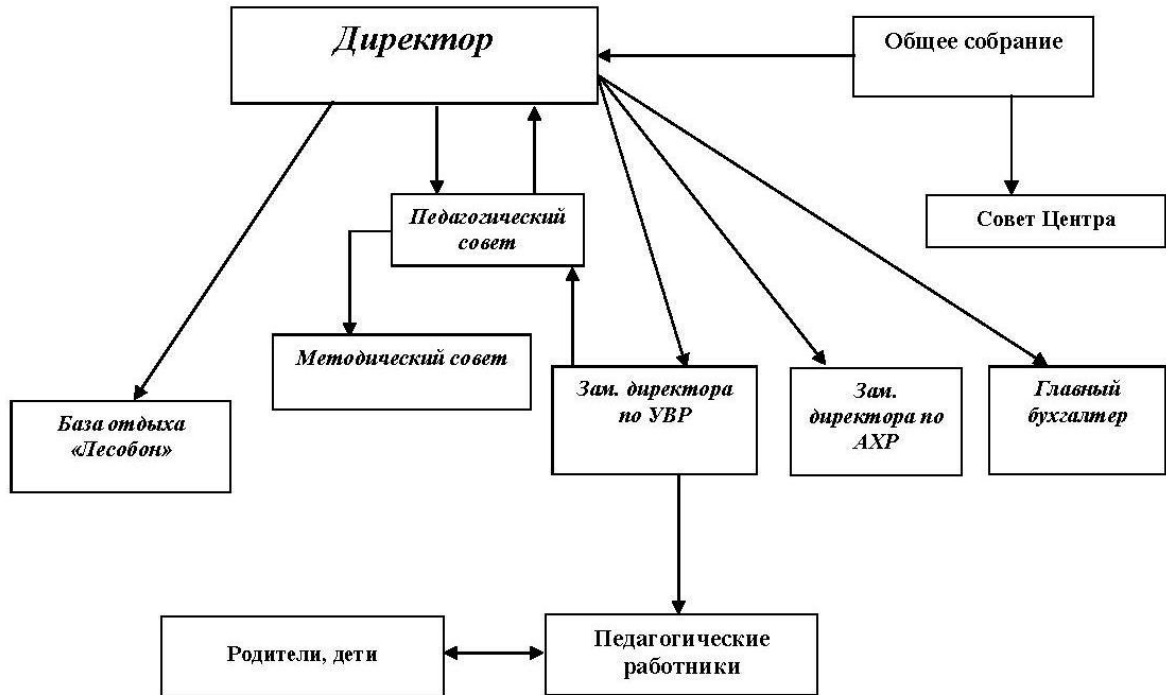 Директор
Общее собрание
Педагогический
совет
Совет Центра
Методический совет
База отдыха
«Лесобон»
Зам. директора
по УВР
Зам.
директора по
АХР
Главный
бухгалтер
Родители, дети
Педагогические
работники